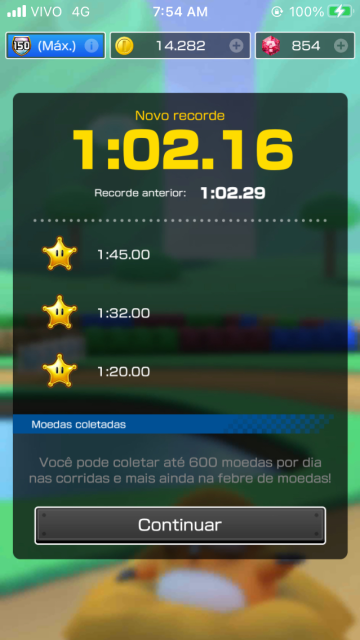 VIVO 4G 7:54 AM 100%
150 (Máx.) i 14.282 + 854 +
Novo recorde
1:02.16
Recorde anterior: 1:02.29
1:45.00
1:32.00
1:20.00
Moedas coletadas
Você pode coletar até 600 moedas por dia
nas corridas e mais ainda na febre de moedas!
Continuar